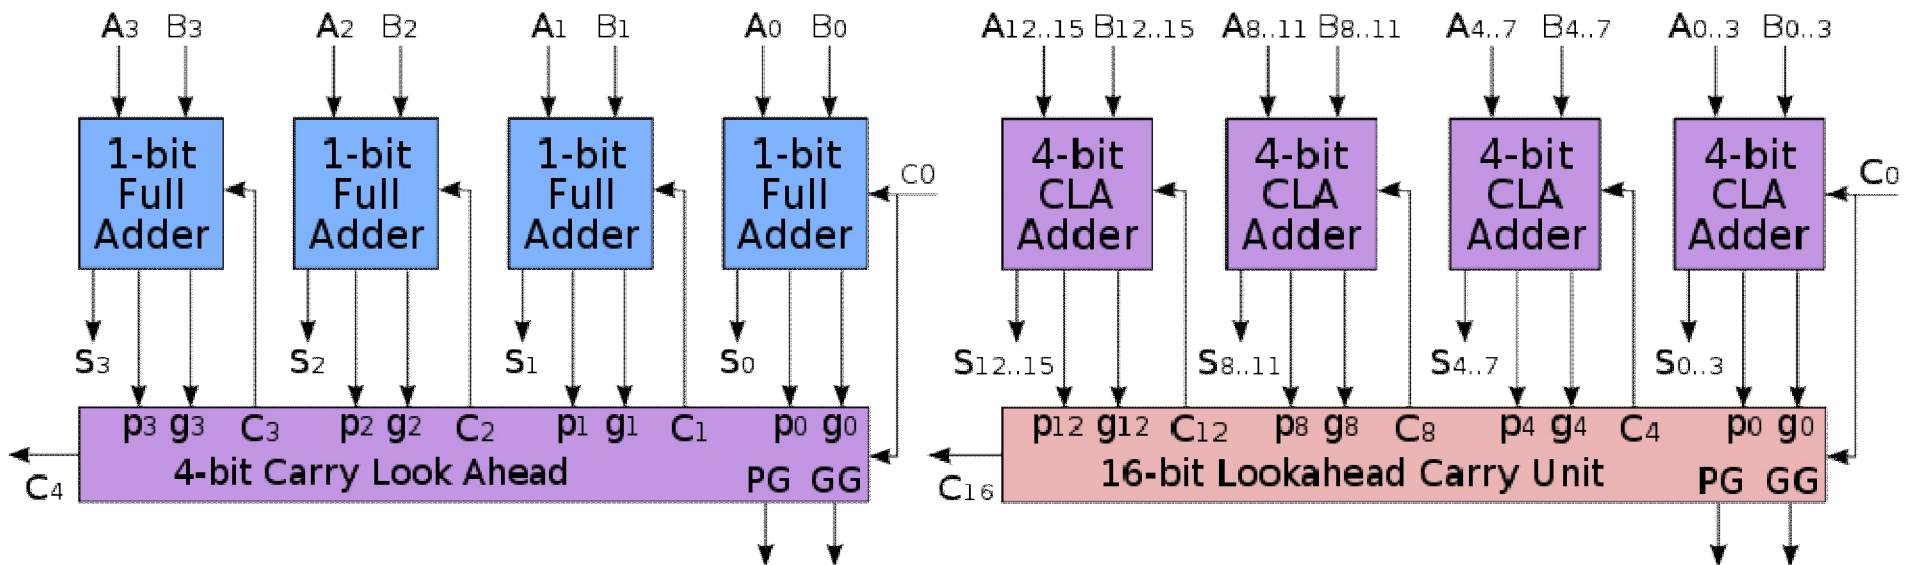 A3 B3 A2 B2 A1 B1 A0 B0 A12..15 B12..15 A8..11 B8..11 A4..7 B4..7 A0..3 B0..3
1-bit Full Adder
1-bit Full Adder
1-bit Full Adder
1-bit Full Adder
C0
4-bit CLA Adder
4-bit CLA Adder
4-bit CLA Adder
4-bit CLA Adder
C0
S3 S2 S1 S0 S12..15 S8..11 S4..7 S0..3
p3 g3 C3 p2 g2 C2 p1 g1 C1 p0 g0
4-bit Carry Look Ahead PG GG
C4
p12 g12 C12 p8 g8 C8 p4 g4 C4 p0 g0
16-bit Lookahead Carry Unit PG GG
C16